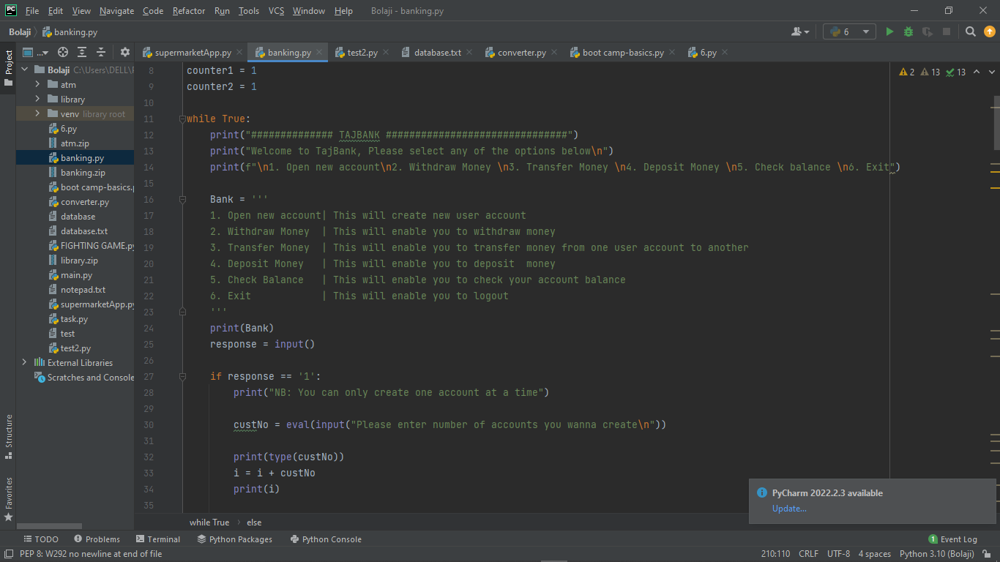 PC File Edit View Navigate Code Refactor Run Tools VCS Window Help Bolaji - banking.py
Bolaji banking.py 6
Project ... supermarketApp.py banking.py test2.py database.txt converter.py boot camp-basics.py 6.py
Bolaji C:\Users\DELL\
atm
library
venv library root
6.py
atm.zip
banking.py
banking.zip
boot camp-basics.
converter.py
database
database.txt
FIGHTING GAME.py
library.zip
main.py
notepad.txt
supermarketApp.py
task.py
test
test2.py
External Libraries
Scratches and Console
2 13 13
8 counter1 = 1
9 counter2 = 1
10
11 while True:
12 print("############## TAJBANK ###############################")
13 print("Welcome to TajBank, Please select any of the options below\n")
14 print(f"\n1. Open new account\n2. Withdraw Money \n3. Transfer Money \n4. Deposit Money \n5. Check balance \n6. Exit")
15
16 Bank = '''
17 1. Open new account| This will create new user account
18 2. Withdraw Money | This will enable you to withdraw money
19 3. Transfer Money | This will enable you to transfer money from one user account to another
20 4. Deposit Money | This will enable you to deposit  money
21 5. Check Balance | This will enable you to check your account balance
22 6. Exit | This will enable you to logout
23 '''
24 print(Bank)
25 response = input()
26
27 if response == '1':
28 print("NB: You can only create one account at a time")
29
30 custNo = eval(input("Please enter number of accounts you wanna create\n"))
31
32 print(type(custNo))
33 i = i + custNo
34 print(i)
35
PyCharm 2022.2.3 available
Update...
Structure
Favorites
while True else
TODO Problems Terminal Python Packages Python Console 1 Event Log
PEP 8: W292 no newline at end of file 210:110 CRLF UTF-8 4 spaces Python 3.10 (Bolaji)